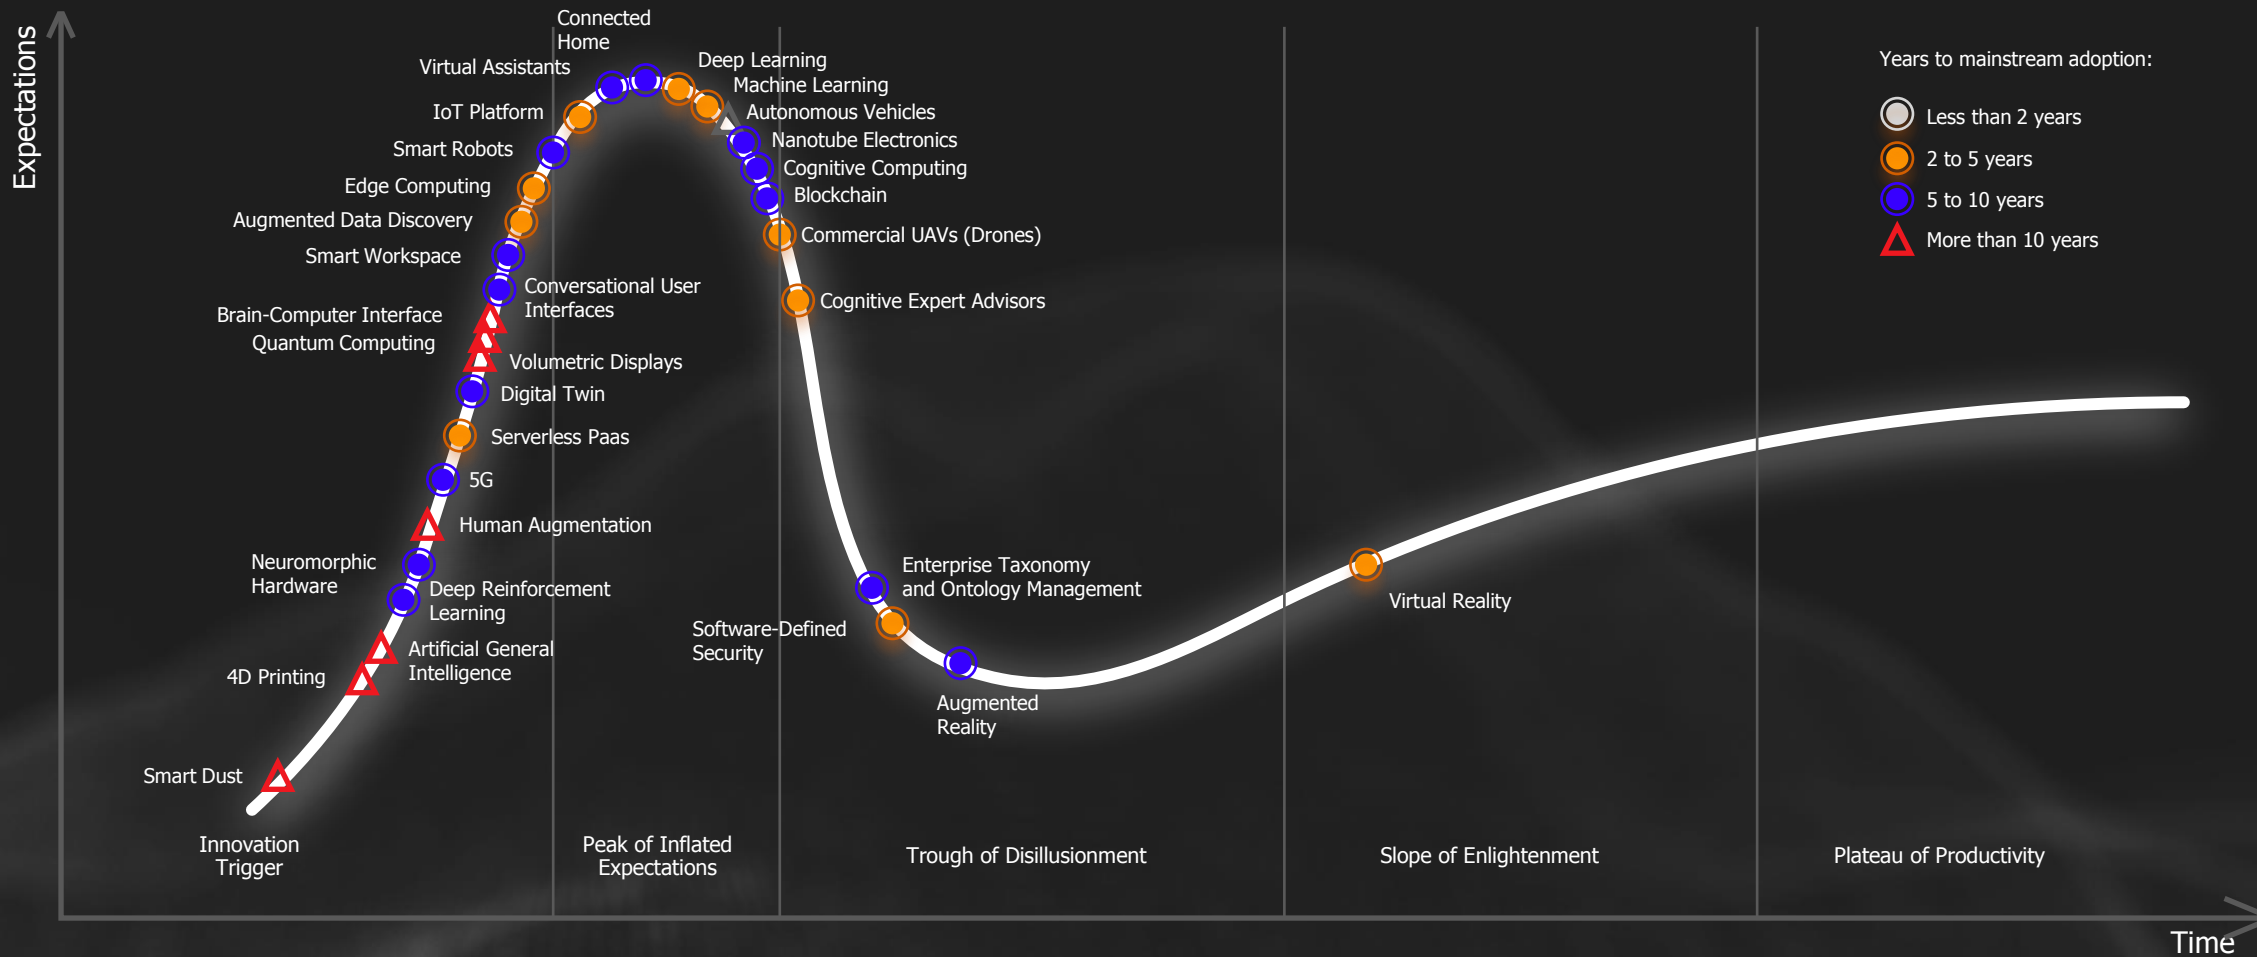 Expectations
Connected
Home
Virtual Assistants
Deep Learning
Machine Learning
IoT Platform
Autonomous Vehicles
Smart Robots
Nanotube Electronics
Cognitive Computing
Edge Computing
Blockchain
Augmented Data Discovery
Commercial UAVs (Drones)
Smart Workspace
Conversational User
Interfaces
Cognitive Expert Advisors
Brain-Computer Interface
Quantum Computing
Volumetric Displays
Digital Twin
Serverless Paas
5G
Human Augmentation
Neuromorphic
Hardware
Deep Reinforcement
Learning
Artificial General
Intelligence
4D Printing
Smart Dust
Enterprise Taxonomy
and Ontology Management
Software-Defined
Security
Augmented
Reality
Virtual Reality
Years to mainstream adoption:
Less than 2 years
2 to 5 years
5 to 10 years
More than 10 years
Innovation
Trigger
Peak of Inflated
Expectations
Trough of Disillusionment
Slope of Enlightenment
Plateau of Productivity
Time